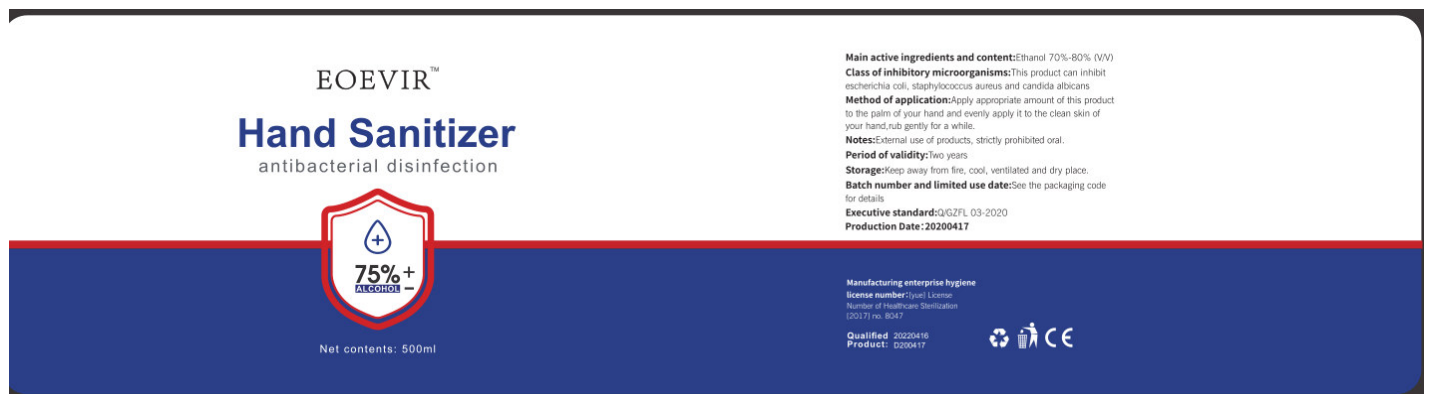 EOEVIR™
Hand Sanitizer
antibacterial disinfection
75% + −
ALCOHOL
Net contents: 500ml
Main active ingredients and content:Ethanol 70%-80% (V/V)
Class of inhibitory microorganisms:This product can inhibit
escherichia coli, staphylococcus aureus and candida albicans
Method of application:Apply appropriate amount of this product
to the palm of your hand and evenly apply it to the clean skin of
your hand,rub gently for a while.
Notes:External use of products, strictly prohibited oral.
Period of validity:Two years
Storage:Keep away from fire, cool, ventilated and dry place.
Batch number and limited use date:See the packaging code
for details
Executive standard:Q/GZFL 03-2020
Production Date:20200417
Manufacturing enterprise hygiene
license number:[yue] License
Number of Healthcare Sterilization
[2017] no. 8047
Qualified 20220416
Product: D200417
CE